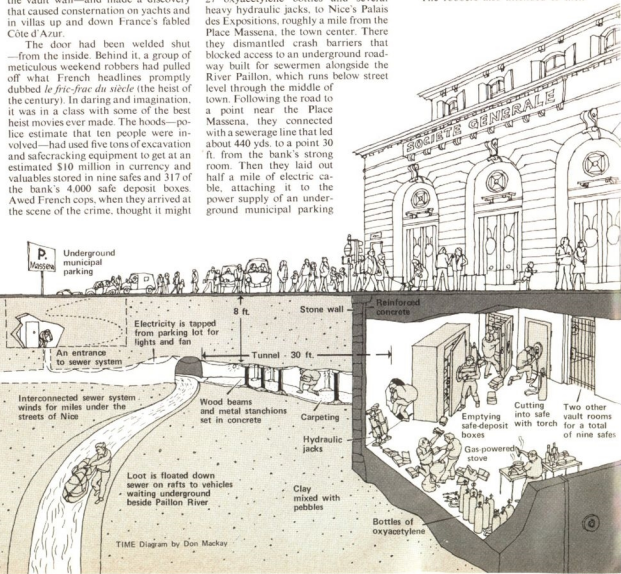 that caused consternation on yachts and
in villas up and down France's fabled
Côte d'Azur.
The door had been welded shut
—from the inside. Behind it, a group of
meticulous weekend robbers had pulled
off what French headlines promptly
dubbed le fric-frac du siècle (the heist of
the century). In daring and imagination,
it was in a class with some of the best
heist movies ever made. The hoods—po-
lice estimate that ten people were in-
volved—had used five tons of excavation
and safecracking equipment to get at an
estimated $10 million in currency and
valuables stored in nine safes and 317 of
the bank's 4,000 safe deposit boxes.
Awed French cops, when they arrived at
the scene of the crime, thought it might
heavy hydraulic jacks, to Nice's Palais
des Expositions, roughly a mile from the
Place Massena, the town center. There
they dismantled crash barriers that
blocked access to an underground road-
way built for sewermen alongside the
River Paillon, which runs below street
level through the middle of
town. Following the road to
a point near the Place
Massena, they connected
with a sewerage line that led
about 440 yds. to a point 30
ft. from the bank's strong
room. Then they laid out
half a mile of electric ca-
ble, attaching it to the
power supply of an under-
ground municipal parking
SOCIETE GENERALE
P.
Massena
Underground
municipal
parking
8 ft.
Stone wall
Reinforced
concrete
Electricity is tapped
from parking lot for
lights and fan
An entrance
to sewer system
Tunnel - 30 ft.
Interconnected sewer system
winds for miles under the
streets of Nice
Wood beams
and metal stanchions
set in concrete
Carpeting
Hydraulic
jacks
Emptying
safe-deposit
boxes
Cutting
into safe
with torch
Two other
vault rooms
for a total
of nine safes
Gas-powered
stove
Loot is floated down
sewer on rafts to vehicles
waiting underground
beside Paillon River
Clay
mixed with
pebbles
Bottles of
oxyacetylene
TIME Diagram by Don Mackay